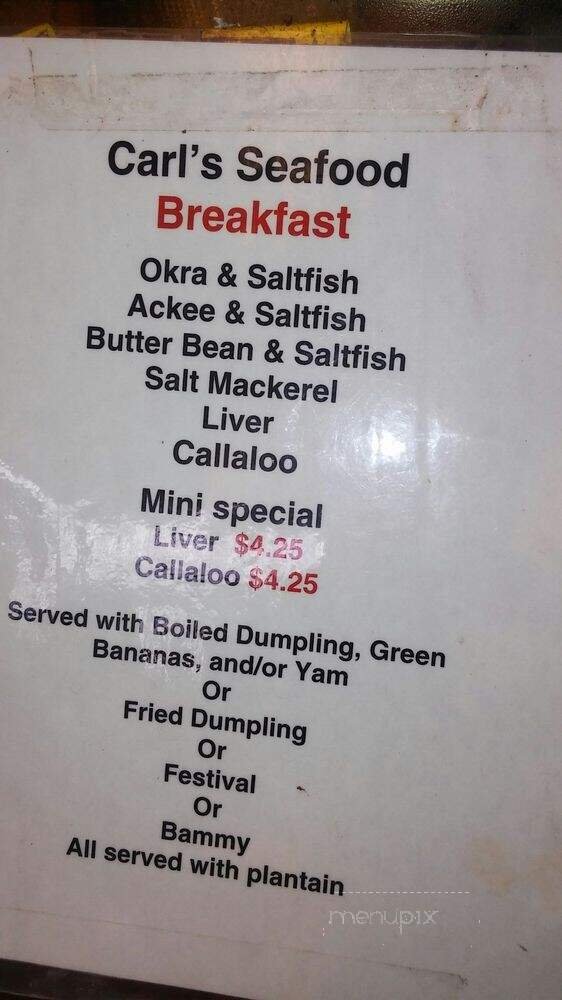 Carl's Seafood
Breakfast
Okra & Saltfish
Ackee & Saltfish
Butter Bean & Saltfish
Salt Mackerel
Liver
Callaloo
Mini special
Liver $4.25
Callaloo $4.25
Served with Boiled Dumpling, Green
Bananas, and/or Yam
Or
Fried Dumpling
Or
Festival
Or
Bammy
All served with plantain
menupix